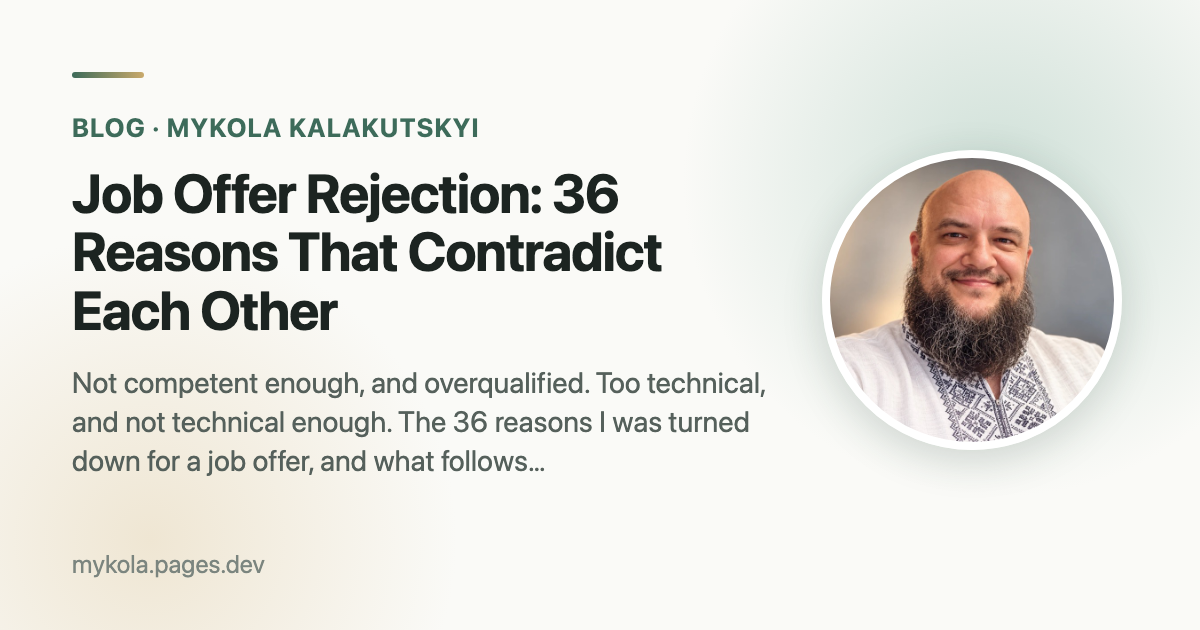 BLOG · MYKOLA KALAKUTSKYI
Job Offer Rejection: 36
Reasons That Contradict
Each Other
Not competent enough, and overqualified. Too technical,
and not technical enough. The 36 reasons I was turned
down for a job offer, and what follows…
mykola.pages.dev